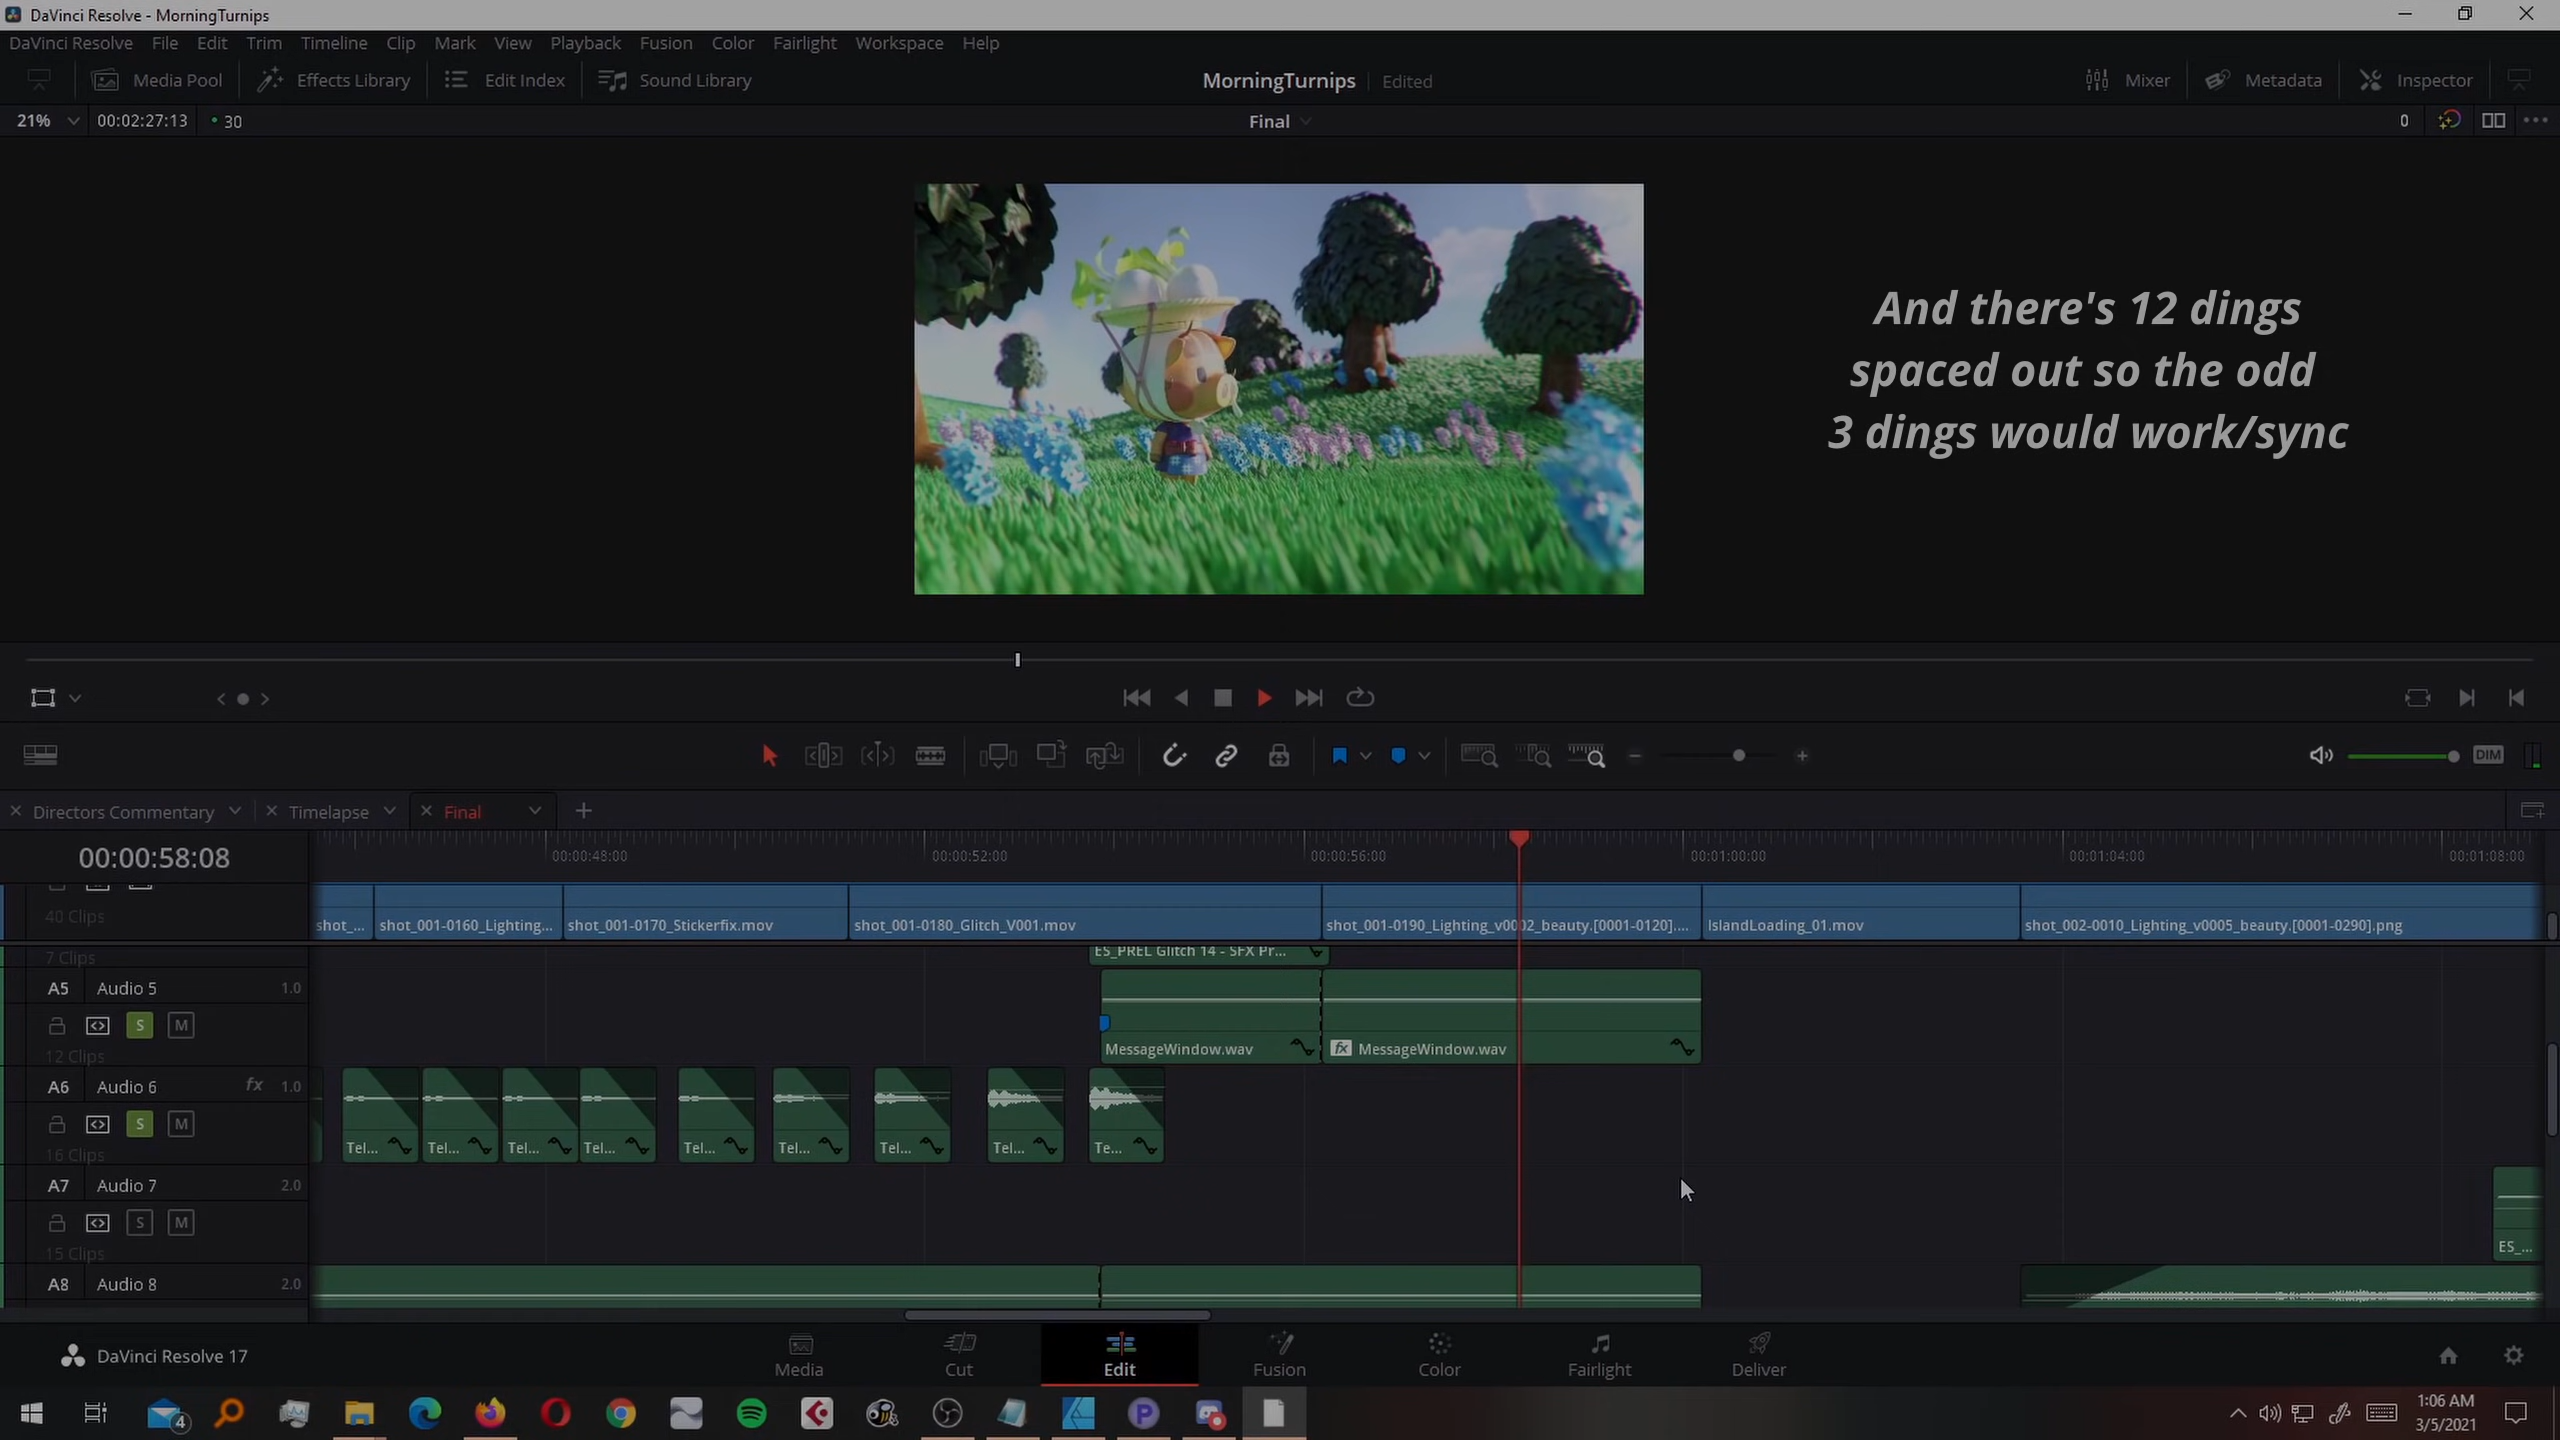 DaVinci Resolve - MorningTurnips
DaVinci Resolve File Edit Trim Timeline Clip Mark View Playback Fusion Color Fairlight Workspace Help
Media Pool Effects Library Edit Index Sound Library MorningTurnips Edited Mixer Metadata Inspector
21% 00:02:27:13 30 Final 0
And there's 12 dings
spaced out so the odd
3 dings would work/sync
DIM
Directors Commentary Timelapse Final
00:00:58:08 00:00:48:00 00:00:52:00 00:00:56:00 00:01:00:00 00:01:04:00 00:01:08:00
40 Clips shot_... shot_001-0160_Lighting... shot_001-0170_Stickerfix.mov shot_001-0180_Glitch_V001.mov shot_001-0190_Lighting_v0002_beauty.[0001-0120].... IslandLoading_01.mov shot_002-0010_Lighting_v0005_beauty.[0001-0290].png
7 Clips ES_PREL Glitch 14 - SFX Pr...
A5 Audio 5 1.0
S M
12 Clips MessageWindow.wav fx MessageWindow.wav
A6 Audio 6 fx 1.0
S M
16 Clips Tel... Tel... Tel... Tel... Tel... Tel... Tel... Tel... Te...
A7 Audio 7 2.0
S M
15 Clips ES_...
A8 Audio 8 2.0
DaVinci Resolve 17 Media Cut Edit Fusion Color Fairlight Deliver
4 1:06 AM
3/5/2021